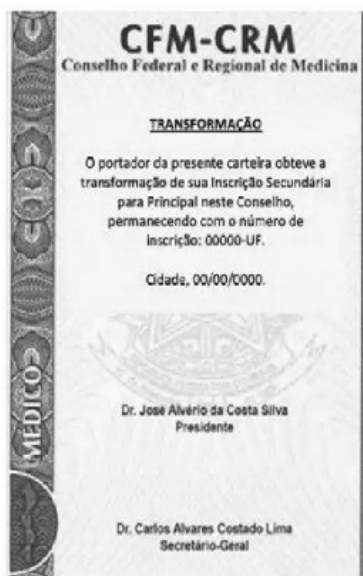 CFM-CRM
Conselho Federal e Regional de Medicina
TRANSFORMAÇÃO
O portador da presente carteira obteve a
transformação de sua Inscrição Secundária
para Principal neste Conselho,
permanecendo com o número de
inscrição: 00000-UF.
Cidade, 00/00/0000.
MÉDICO
Dr. José Alvério da Costa Silva
Presidente
Dr. Carlos Alvares Costado Lima
Secretário-Geral